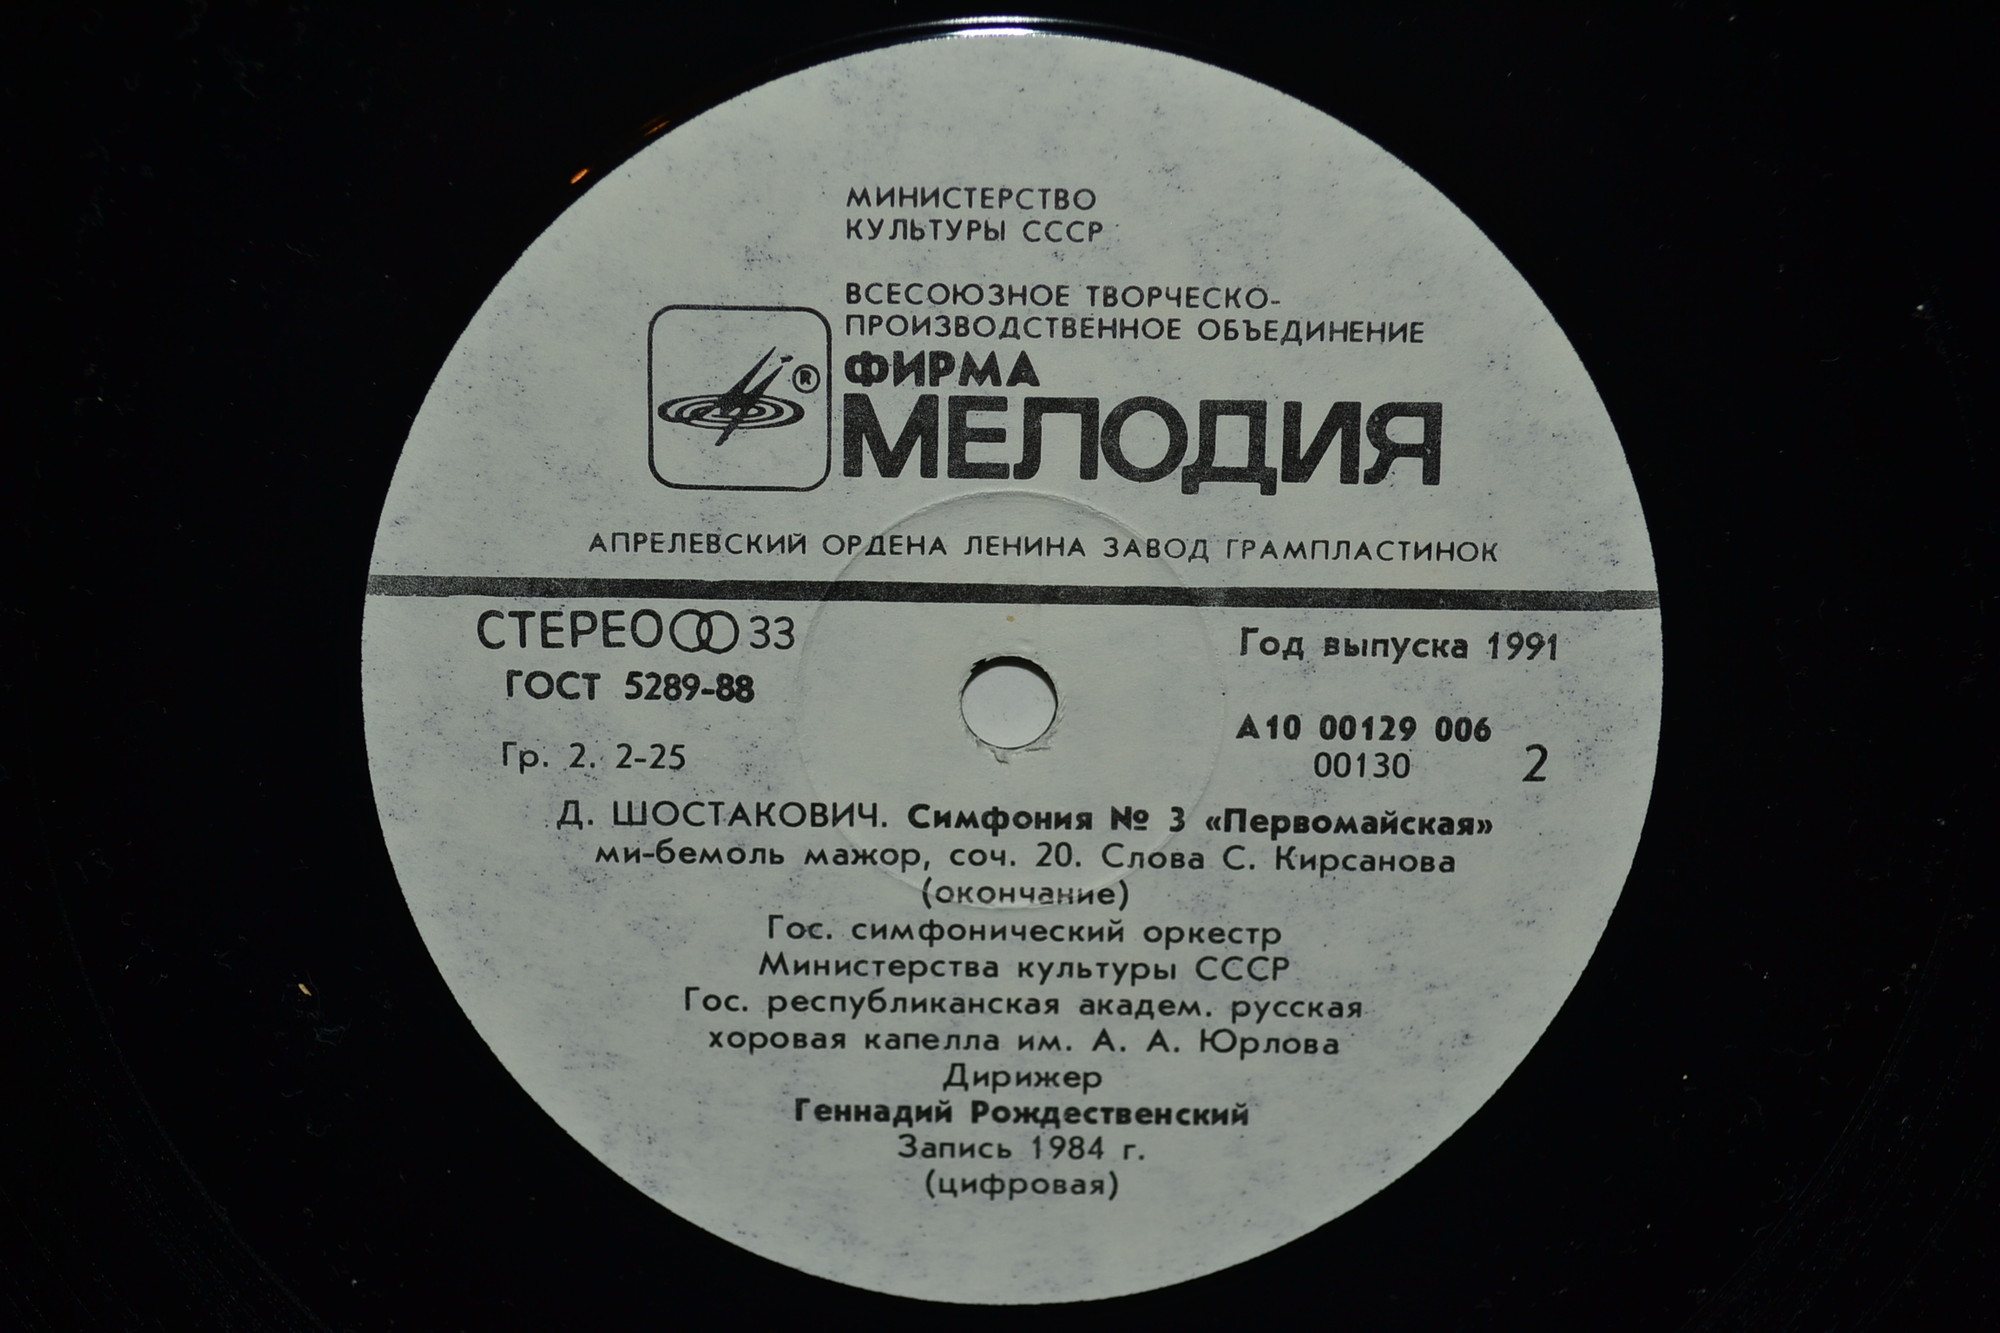 МИНИСТЕРСТВО
КУЛЬТУРЫ СССР
ВСЕСОЮЗНОЕ ТВОРЧЕСКО-
ПРОИЗВОДСТВЕННОЕ ОБЪЕДИНЕНИЕ
ФИРМА
®
МЕЛОДИЯ
АПРЕЛЕВСКИЙ ОРДЕНА ЛЕНИНА ЗАВОД ГРАМПЛАСТИНОК
СТЕРЕО 33
ГОСТ 5289-88
Гр. 2. 2-25
Год выпуска 1991
А10 00129 006
00130 2
Д. ШОСТАКОВИЧ. Симфония № 3 «Первомайская»
ми-бемоль мажор, соч. 20. Слова С. Кирсанова
(окончание)
Гос. симфонический оркестр
Министерства культуры СССР
Гос. республиканская академ. русская
хоровая капелла им. А. А. Юрлова
Дирижер
Геннадий Рождественский
Запись 1984 г.
(цифровая)